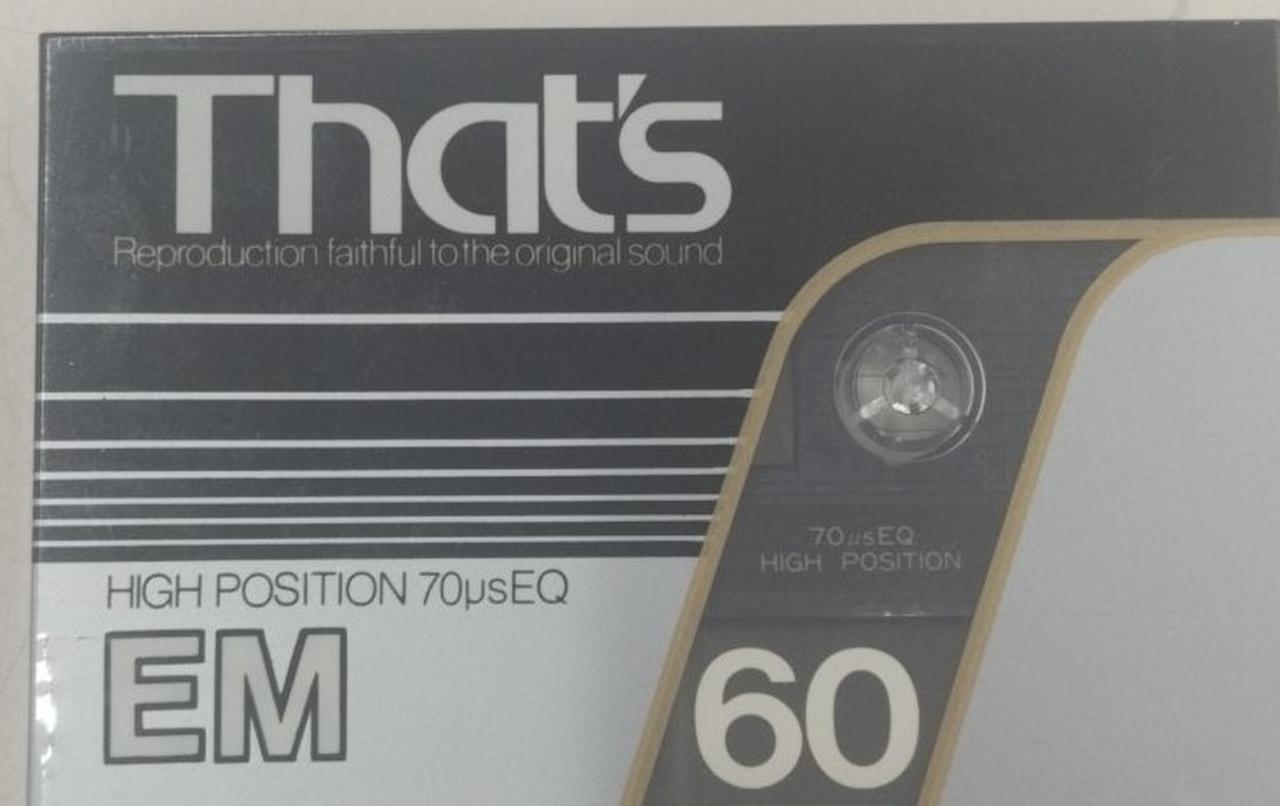 That's
Reproduction faithful to the original sound
70µsEQ
HIGH POSITION
HIGH POSITION 70µsEQ
EM
60